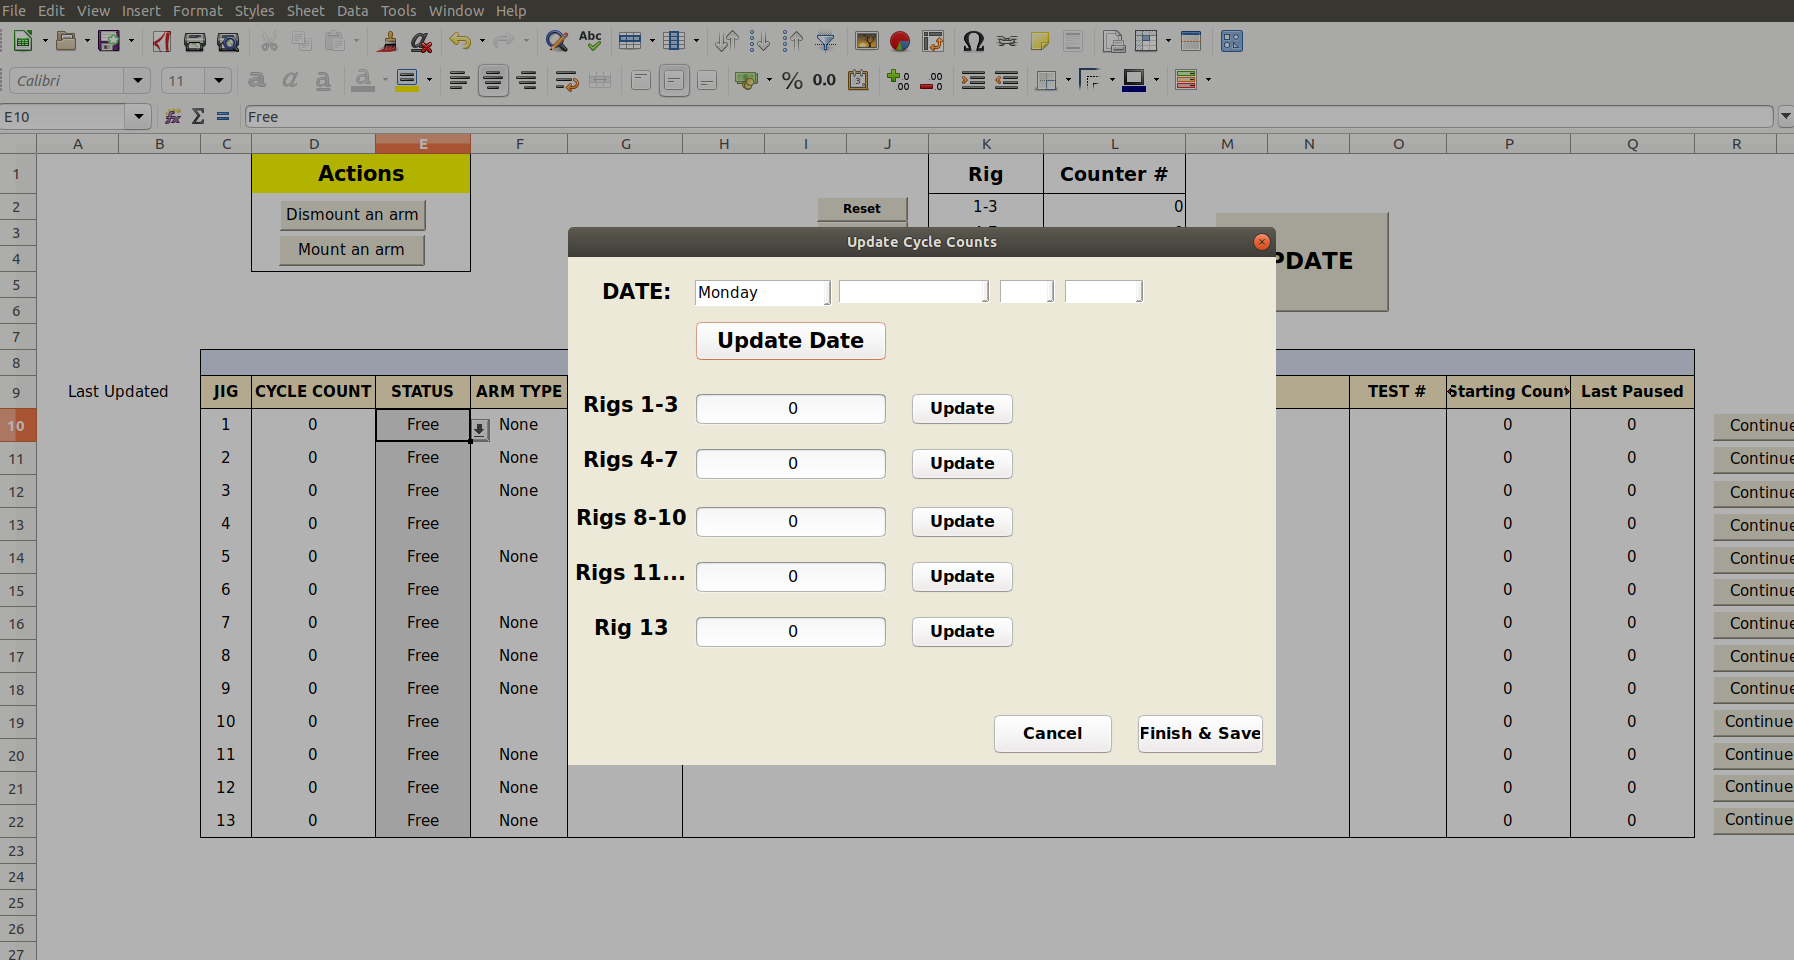 File Edit View Insert Format Styles Sheet Data Tools Window Help
Abc
Calibri 11 a a a a % 0.0
E10 Free
A B C D E F G H I J K L M N O P Q R
1 Actions Rig Counter #
2 Dismount an arm Reset 1-3 0
3
4 Mount an arm PDATE
5
6
7
8
9 Last Updated JIG CYCLE COUNT STATUS ARM TYPE TEST # Starting Coun Last Paused
10 1 0 Free None 0 0 Continue
11 2 0 Free None 0 0 Continue
12 3 0 Free None 0 0 Continue
13 4 0 Free 0 0 Continue
14 5 0 Free None 0 0 Continue
15 6 0 Free 0 0 Continue
16 7 0 Free None 0 0 Continue
17 8 0 Free None 0 0 Continue
18 9 0 Free None 0 0 Continue
19 10 0 Free 0 0 Continue
20 11 0 Free None 0 0 Continue
21 12 0 Free None 0 0 Continue
22 13 0 Free None 0 0 Continue
23
24
25
26
27
Update Cycle Counts
DATE: Monday
Update Date
Rigs 1-3 0 Update
Rigs 4-7 0 Update
Rigs 8-10 0 Update
Rigs 11... 0 Update
Rig 13 0 Update
Cancel Finish & Save